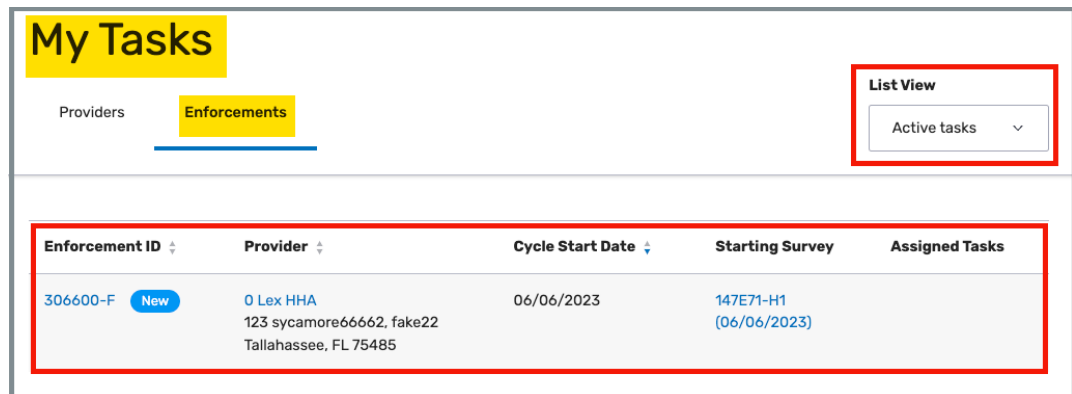 My Tasks
Providers
Enforcements
List View
Active tasks
Enforcement ID
Provider
Cycle Start Date
Starting Survey
Assigned Tasks
306600-F
New
0 Lex HHA
123 sycamore66662, fake22
Tallahassee, FL 75485
06/06/2023
147E71-H1
(06/06/2023)